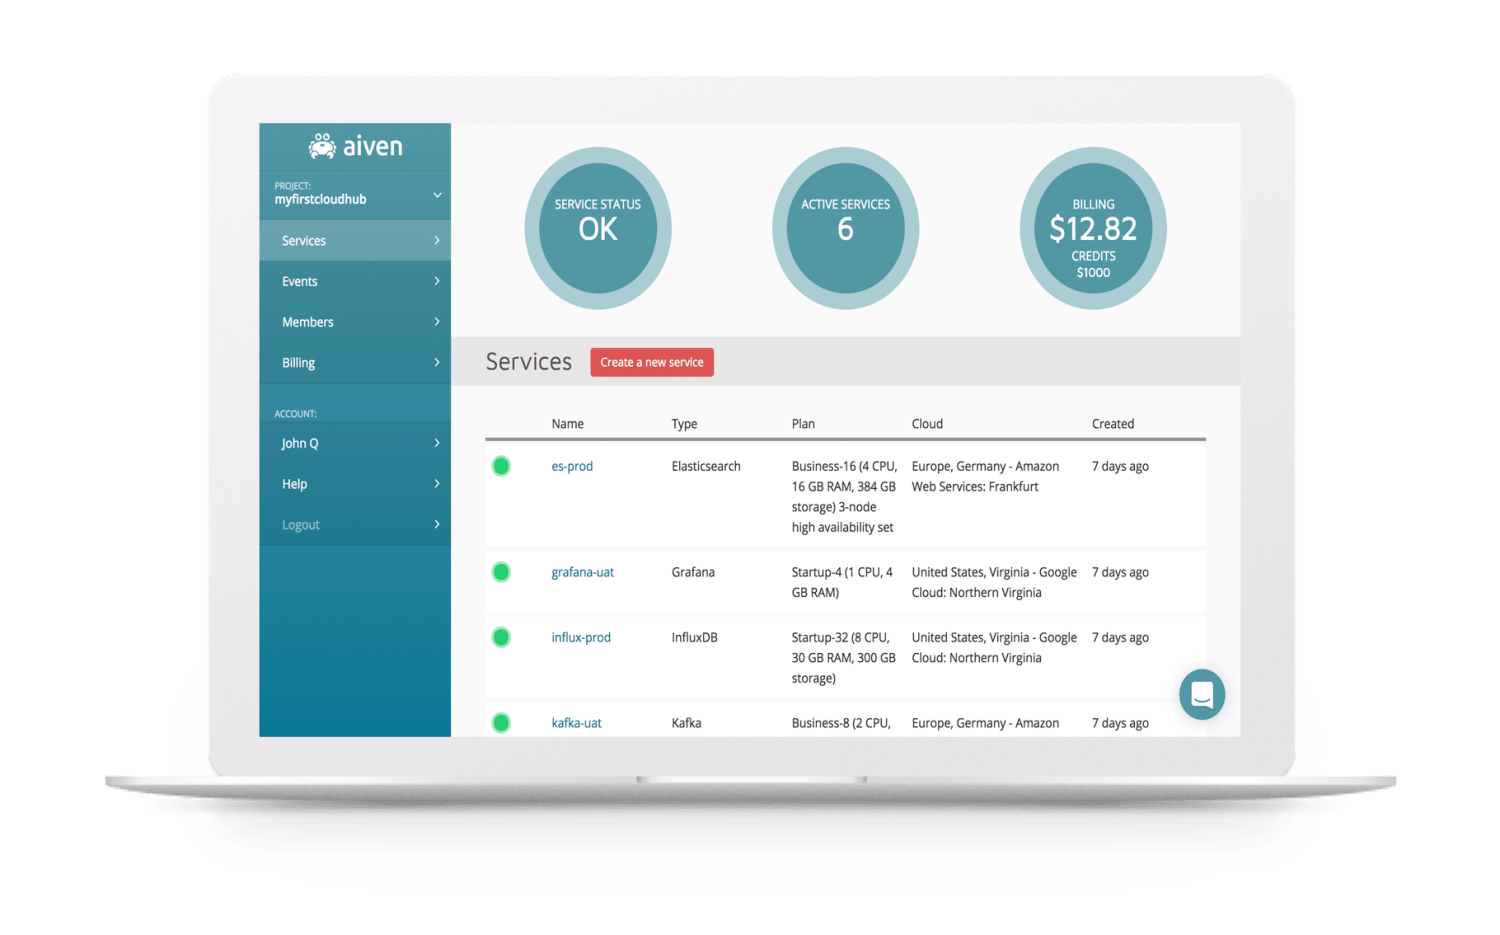 aiven
PROJECT:
myfirstcloudhub
Services
Events
Members
Billing
ACCOUNT:
John Q
Help
Logout
SERVICE STATUS
OK
ACTIVE SERVICES
6
BILLING
$12.82
CREDITS
$1000
Services
Create a new service
Name Type Plan Cloud Created
es-prod Elasticsearch Business-16 (4 CPU, Europe, Germany - Amazon 7 days ago
16 GB RAM, 384 GB Web Services: Frankfurt
storage) 3-node
high availability set
grafana-uat Grafana Startup-4 (1 CPU, 4 United States, Virginia - Google 7 days ago
GB RAM) Cloud: Northern Virginia
influx-prod InfluxDB Startup-32 (8 CPU, United States, Virginia - Google 7 days ago
30 GB RAM, 300 GB Cloud: Northern Virginia
storage)
kafka-uat Kafka Business-8 (2 CPU, Europe, Germany - Amazon 7 days ago